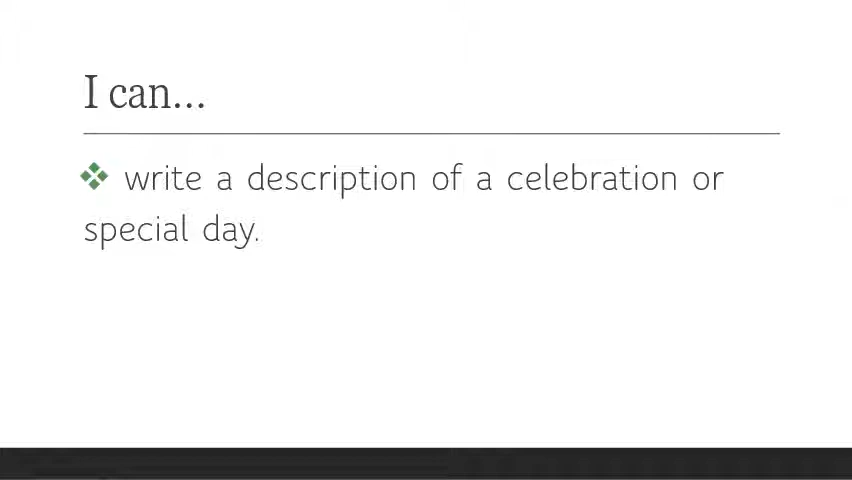 I can...
❖ write a description of a celebration or
special day.